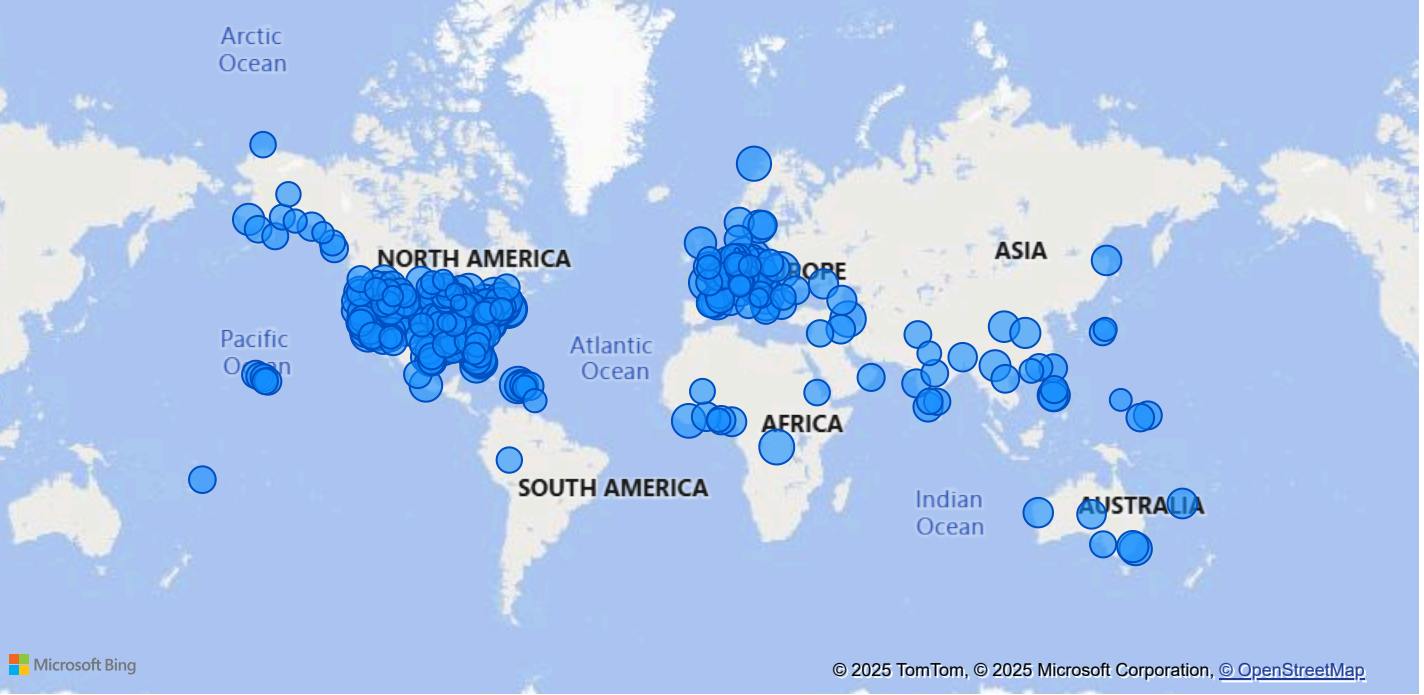 Arctic
Ocean
NORTH AMERICA
ASIA
ROPE
Pacific
Ocean
Atlantic
Ocean
AFRICA
SOUTH AMERICA
Indian
Ocean
AUSTRALIA
Microsoft Bing
© 2025 TomTom, © 2025 Microsoft Corporation, © OpenStreetMap